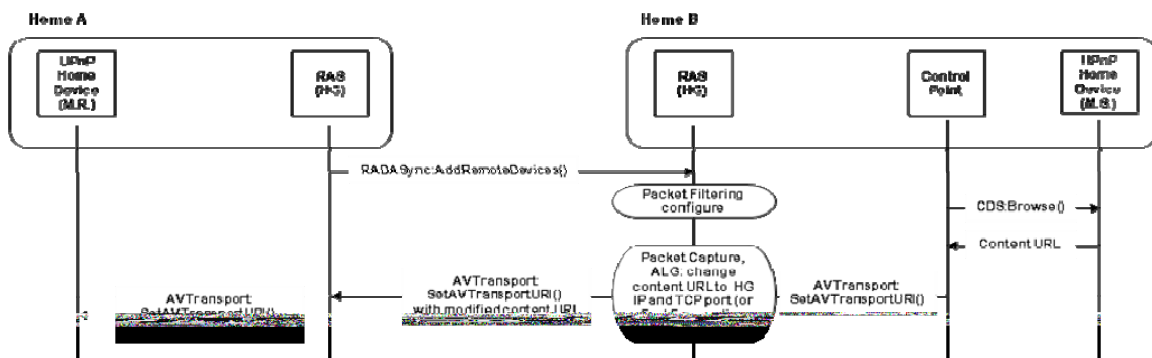 Home A
Home B
UPnP
Home
Device
(M.R.)
RAS
(HG)
RAS
(HG)
Control
Point
UPnP
Home
Device
(M.S.)
RADASync:AddRemoteDevices()
Packet Filtering
configure
CDS:Browse()
Content URL
Packet Capture,
ALG: change
content URL to HG
IP and TCP port (or
AVTransport:
SetAVTransportURI()
AVTransport:
SetAVTransportURI()
with modified content URL
AVTransport:
SetAVTransportURI()